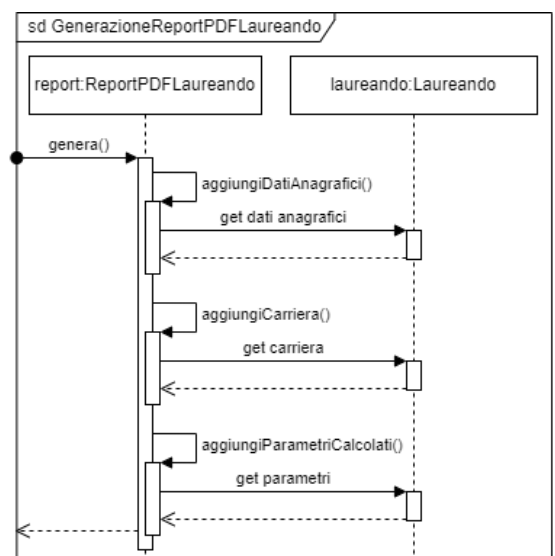 sd GenerazioneReportPDFLaureando
report:ReportPDFLaureando
laureando:Laureando
genera()
aggiungiDatiAnagrafici()
get dati anagrafici
aggiungiCarriera()
get carriera
aggiungiParametriCalcolati()
get parametri